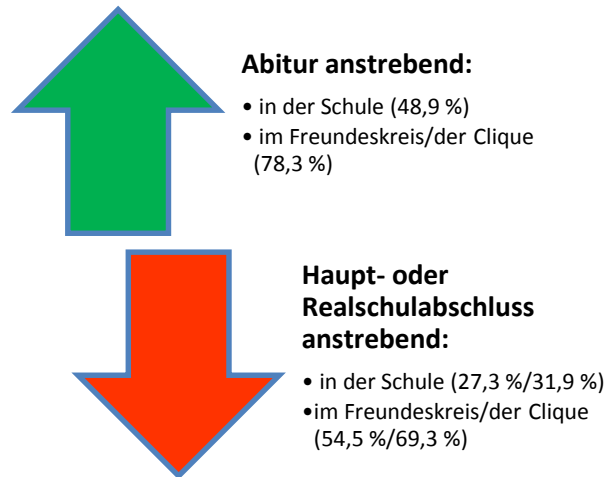 Abitur anstrebend:
• in der Schule (48,9 %)
• im Freundeskreis/der Clique
(78,3 %)
Haupt- oder
Realschulabschluss
anstrebend:
• in der Schule (27,3 %/31,9 %)
•im Freundeskreis/der Clique
(54,5 %/69,3 %)